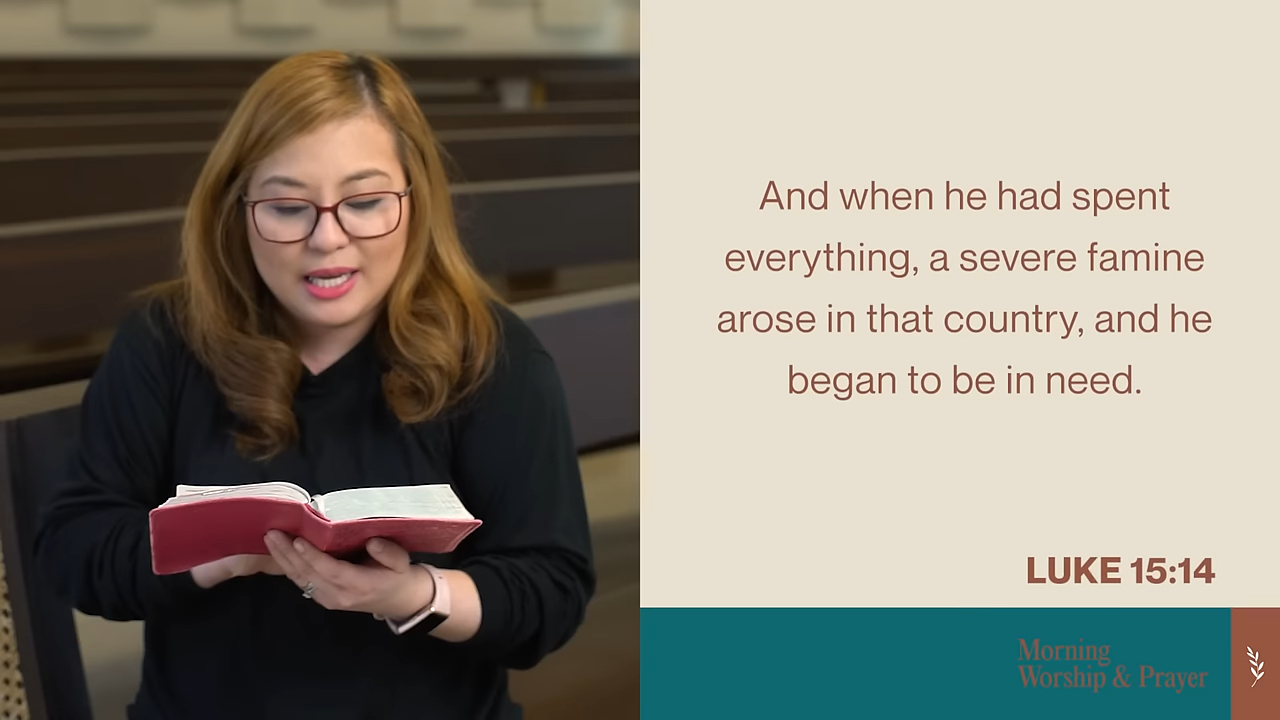 And when he had spent
everything, a severe famine
arose in that country, and he
began to be in need.
LUKE 15:14
Morning
Worship & Prayer